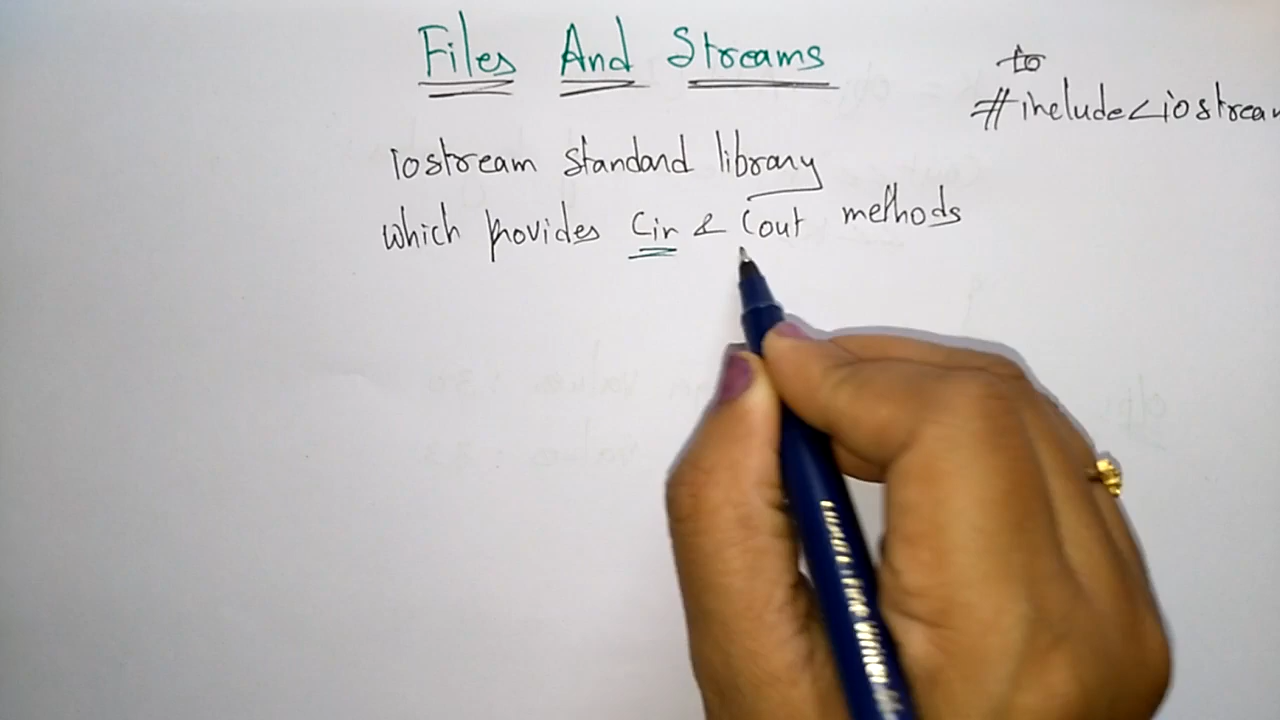 Files And Streams
to
#include<iostream
iostream standard library
which provides Cin & Cout methods